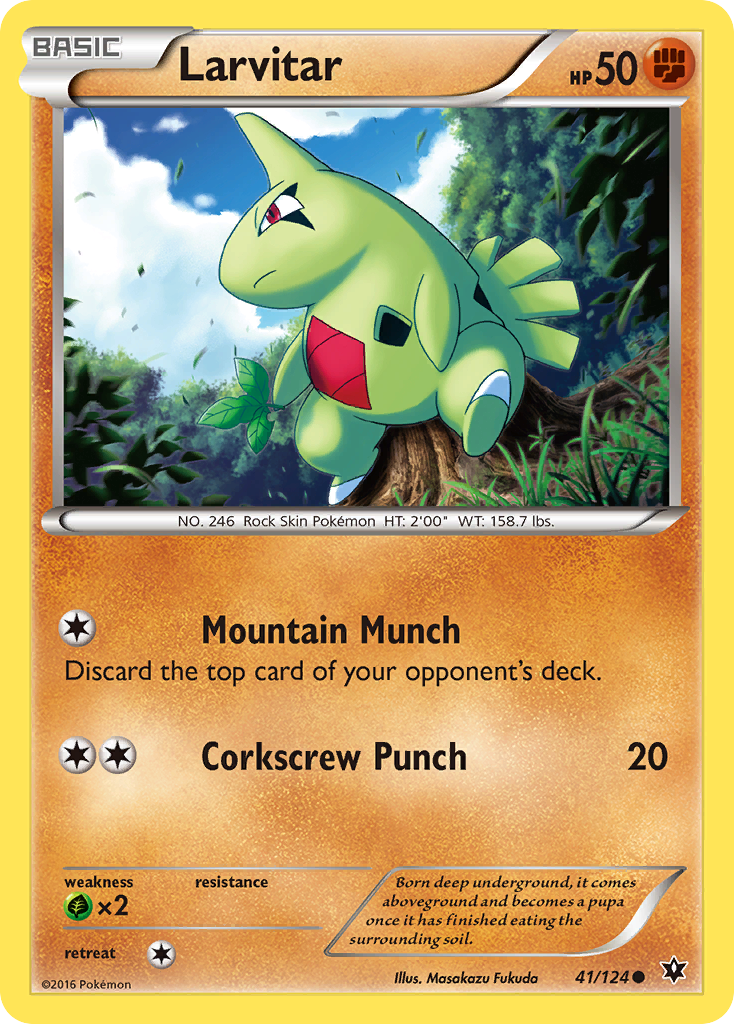 BASIC
Larvitar
HP 50
NO. 246 Rock Skin Pokémon HT: 2'00" WT: 158.7 lbs.
Mountain Munch
Discard the top card of your opponent's deck.
Corkscrew Punch 20
weakness resistance
×2
retreat
Born deep underground, it comes
aboveground and becomes a pupa
once it has finished eating the
surrounding soil.
©2016 Pokémon
Illus. Masakazu Fukuda
41/124